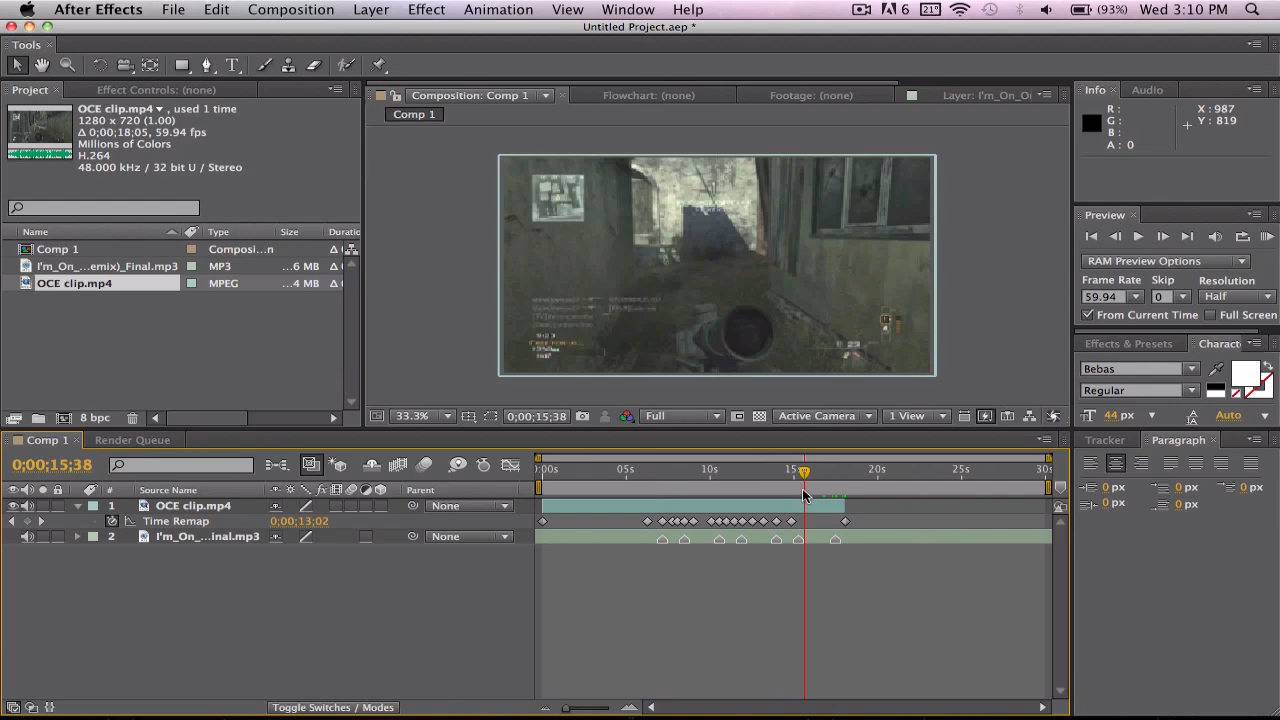 After Effects File Edit Composition Layer Effect Animation View Window Help 6 21° (93%) Wed 3:10 PM
Untitled Project.aep *
Tools
Project Effect Controls: (none)
OCE clip.mp4 , used 1 time
1280 x 720 (1.00)
Δ 0;00;18;05, 59.94 fps
Millions of Colors
H.264
48.000 kHz / 32 bit U / Stereo
Name Type Size Duratio
Comp 1 Composi...n
I'm_On_...emix)_Final.mp3 MP3 ...6 MB
OCE clip.mp4 MPEG ...4 MB
8 bpc
Composition: Comp 1 Flowchart: (none) Footage: (none) Layer: I'm_On_O
Comp 1
33.3% 0;00;15;38 Full Active Camera 1 View
Info Audio
R : X : 987
G : Y : 819
B :
A : 0
Preview
RAM Preview Options
Frame Rate Skip Resolution
59.94 0 Half
From Current Time Full Screen
Effects & Presets Charact
Bebas
Regular
44 px Auto
Comp 1 Render Queue
0;00;15;38
# Source Name Parent
1 OCE clip.mp4 None
Time Remap 0;00;13;02
2 I'm_On_...inal.mp3 None
:00s 05s 10s 15s 20s 25s 30s
Toggle Switches / Modes
Tracker Paragraph
0 px 0 px 0 px
0 px 0 px